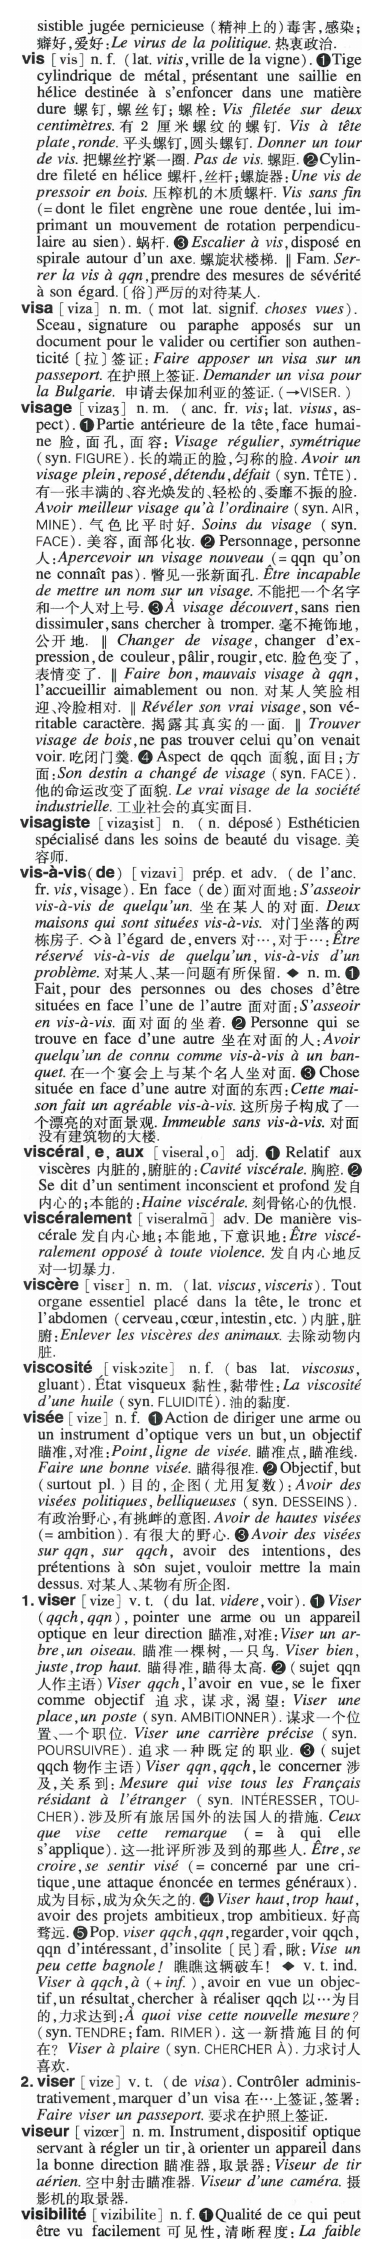 sistible jugée pernicieuse (精神上的)毒害,感染;
癖好,爱好:Le virus de la politique. 热衷政治.
vis [vis] n. f. (lat. vitis, vrille de la vigne). ❶Tige
cylindrique de métal, présentant une saillie en
hélice destinée à s'enfoncer dans une matière
dure 螺钉, 螺丝钉; 螺栓: Vis filetée sur deux
centimètres. 有 2 厘米螺纹的螺钉. Vis à tête
plate, ronde. 平头螺钉,圆头螺钉. Donner un tour
de vis. 把螺丝拧紧一圈. Pas de vis. 螺距. ❷Cylin-
dre fileté en hélice 螺杆,丝杆;螺旋器:Une vis de
pressoir en bois. 压榨机的木质螺杆. Vis sans fin
(=dont le filet engrène une roue dentée, lui im-
primant un mouvement de rotation perpendicu-
laire au sien). 蜗杆. ❸ Escalier à vis, disposé en
spirale autour d'un axe. 螺旋状楼梯. ‖ Fam. Ser-
rer la vis à qqn, prendre des mesures de sévérité
à son égard. 〔俗〕严厉的对待某人.
visa [viza] n. m. (mot lat. signif. choses vues).
Sceau, signature ou paraphe apposés sur un
document pour le valider ou certifier son authen-
ticité〔拉〕签证: Faire apposer un visa sur un
passeport. 在护照上签证. Demander un visa pour
la Bulgarie. 申请去保加利亚的签证. (→VISER.)
visage [vizaʒ] n. m. (anc. fr. vis; lat. visus, as-
pect). ❶Partie antérieure de la tête, face humai-
ne 脸, 面孔, 面容: Visage régulier, symétrique
(syn. FIGURE). 长的端正的脸,匀称的脸. Avoir un
visage plein, reposé, détendu, défait (syn. TÊTE).
有一张丰满的、容光焕发的、轻松的、委靡不振的脸.
Avoir meilleur visage qu'à l'ordinaire (syn. AIR,
MINE). 气色比平时好. Soins du visage (syn.
FACE). 美容,面部化妆. ❷ Personnage, personne
人:Apercevoir un visage nouveau (=qqn qu'on
ne connaît pas). 瞥见一张新面孔. Être incapable
de mettre un nom sur un visage. 不能把一个名字
和一个人对上号. ❸À visage découvert, sans rien
dissimuler, sans chercher à tromper. 毫不掩饰地,
公开地. ‖ Changer de visage, changer d'ex-
pression, de couleur, pâlir, rougir, etc. 脸色变了,
表情变了. ‖ Faire bon, mauvais visage à qqn,
l'accueillir aimablement ou non. 对某人笑脸相
迎、冷脸相对. ‖ Révéler son vrai visage, son vé-
ritable caractère. 揭露其真实的一面. ‖ Trouver
visage de bois, ne pas trouver celui qu'on venait
voir. 吃闭门羹. ❹ Aspect de qqch 面貌,面目;方
面:Son destin a changé de visage (syn. FACE).
他的命运改变了面貌. Le vrai visage de la société
industrielle. 工业社会的真实面目.
visagiste [vizaʒist] n. (n. déposé) Esthéticien
spécialisé dans les soins de beauté du visage. 美
容师.
vis-à-vis(de) [vizavi] prép. et adv. (de l'anc.
fr. vis, visage). En face (de) 面对面地: S'asseoir
vis-à-vis de quelqu'un. 坐在某人的对面. Deux
maisons qui sont situées vis-à-vis. 对门坐落的两
栋房子. ◇à l'égard de, envers 对…,对于…: Être
réservé vis-à-vis de quelqu'un, vis-à-vis d'un
problème. 对某人、某一问题有所保留. ◆ n. m. ❶
Fait, pour des personnes ou des choses d'être
situées en face l'une de l'autre 面对面:S'asseoir
en vis-à-vis. 面对面的坐着. ❷ Personne qui se
trouve en face d'une autre 坐在对面的人: Avoir
quelqu'un de connu comme vis-à-vis à un ban-
quet. 在一个宴会上与某个名人坐对面. ❸ Chose
située en face d'une autre 对面的东西: Cette mai-
son fait un agréable vis-à-vis. 这所房子构成了一
个漂亮的对面景观. Immeuble sans vis-à-vis. 对面
没有建筑物的大楼.
viscéral, e, aux [viseral, o] adj. ❶ Relatif aux
viscères 内脏的,腑脏的: Cavité viscérale. 胸腔. ❷
Se dit d'un sentiment inconscient et profond 发自
内心的;本能的: Haine viscérale. 刻骨铭心的仇恨.
viscéralement [viseralmɑ̃] adv. De manière vis-
cérale 发自内心地;本能地,下意识地: Être viscé-
ralement opposé à toute violence. 发自内心地反
对一切暴力.
viscère [visɛr] n. m. (lat. viscus, visceris). Tout
organe essentiel placé dans la tête, le tronc et
l'abdomen (cerveau, cœur, intestin, etc.) 内脏,脏
腑: Enlever les viscères des animaux. 去除动物内
脏.
viscosité [viskozite] n. f. (bas lat. viscosus,
gluant). État visqueux 黏性,黏带性: La viscosité
d'une huile (syn. FLUIDITÉ). 油的黏度.
visée [vize] n. f. ❶Action de diriger une arme ou
un instrument d'optique vers un but, un objectif
瞄准,对准: Point, ligne de visée. 瞄准点,瞄准线.
Faire une bonne visée. 瞄得很准. ❷ Objectif, but
(surtout pl.) 目的, 企图(尤用复数): Avoir des
visées politiques, belliqueuses (syn. DESSEINS).
有政治野心,有挑衅的意图. Avoir de hautes visées
(=ambition). 有很大的野心. ❸ Avoir des visées
sur qqn, sur qqch, avoir des intentions, des
prétentions à son sujet, vouloir mettre la main
dessus. 对某人、某物有所企图.
1. viser [vize] v. t. (du lat. videre, voir). ❶ Viser
(qqch, qqn), pointer une arme ou un appareil
optique en leur direction 瞄准,对准: Viser un ar-
bre, un oiseau. 瞄准一棵树,一只鸟. Viser bien,
juste, trop haut. 瞄得准,瞄得太高. ❷ (sujet qqn
人作主语) Viser qqch, l'avoir en vue, se le fixer
comme objectif 追求, 谋求, 渴望: Viser une
place, un poste (syn. AMBITIONNER). 谋求一个位
置、一个职位. Viser une carrière précise (syn.
POURSUIVRE). 追求一种既定的职业. ❸ (sujet
qqch 物作主语) Viser qqn, qqch, le concerner 涉
及, 关系到: Mesure qui vise tous les Français
résidant à l'étranger (syn. INTÉRESSER, TOU-
CHER). 涉及所有旅居国外的法国人的措施. Ceux
que vise cette remarque (= à qui elle
s'applique). 这一批评所涉及到的那些人. Être, se
croire, se sentir visé (= concerné par une cri-
tique, une attaque énoncée en termes généraux).
成为目标,成为众矢之的. ❹ Viser haut, trop haut,
avoir des projets ambitieux, trop ambitieux. 好高
骛远. ❺ Pop. viser qqch, qqn, regarder, voir qqch,
qqn d'intéressant, d'insolite〔民〕看,瞅: Vise un
peu cette bagnole! 瞧瞧这辆破车! ◆ v. t. ind.
Viser à qqch, à (+inf.), avoir en vue un objec-
tif, un résultat, chercher à réaliser qqch 以…为目
的,力求达到:À quoi vise cette nouvelle mesure?
(syn. TENDRE; fam. RIMER). 这一新措施目的何
在? Viser à plaire (syn. CHERCHER À). 力求讨人
喜欢.
2. viser [vize] v. t. (de visa). Contrôler adminis-
trativement, marquer d'un visa 在…上签证,签署:
Faire viser un passeport. 要求在护照上签证.
viseur [vizœr] n. m. Instrument, dispositif optique
servant à régler un tir, à orienter un appareil dans
la bonne direction 瞄准器,取景器: Viseur de tir
aérien. 空中射击瞄准器. Viseur d'une caméra. 摄
影机的取景器.
visibilité [vizibilite] n. f. ❶Qualité de ce qui peut
être vu facilement 可见性,清晰程度: La faible